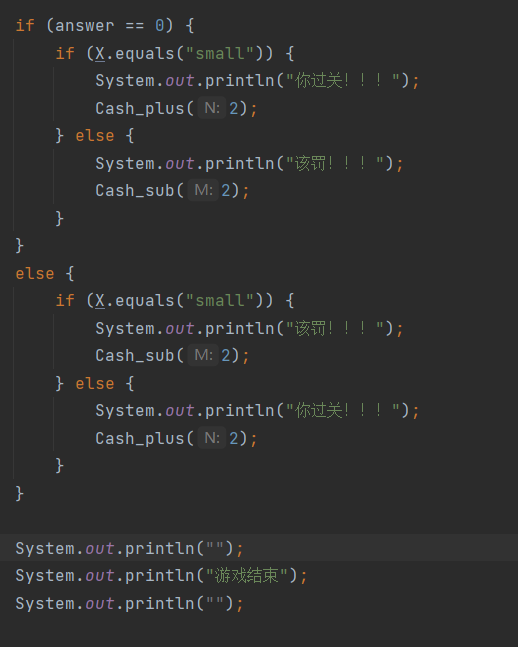 if (answer == 0) {
    if (X.equals("small")) {
        System.out.println("你过关！！！");
        Cash_plus( N: 2);
    } else {
        System.out.println("该罚！！！");
        Cash_sub( M: 2);
    }
}
else {
    if (X.equals("small")) {
        System.out.println("该罚！！！");
        Cash_sub( M: 2);
    } else {
        System.out.println("你过关！！！");
        Cash_plus( N: 2);
    }
}
System.out.println("");
System.out.println("游戏结束");
System.out.println("");